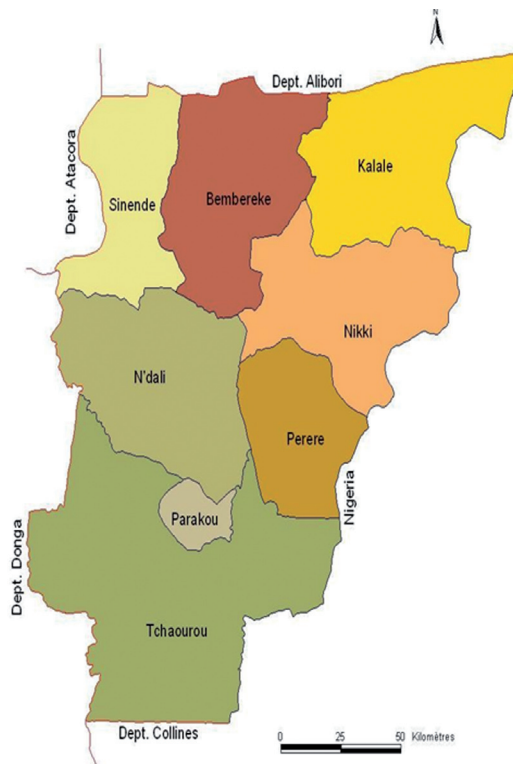 N
Dept. Alibori
Dept. Atacora
Kalale
Sinende
Bembereke
Nikki
N'dali
Perere
Nigeria
Parakou
Dept. Donga
Tchaourou
Dept. Collines
0 25 50 Kilomètres